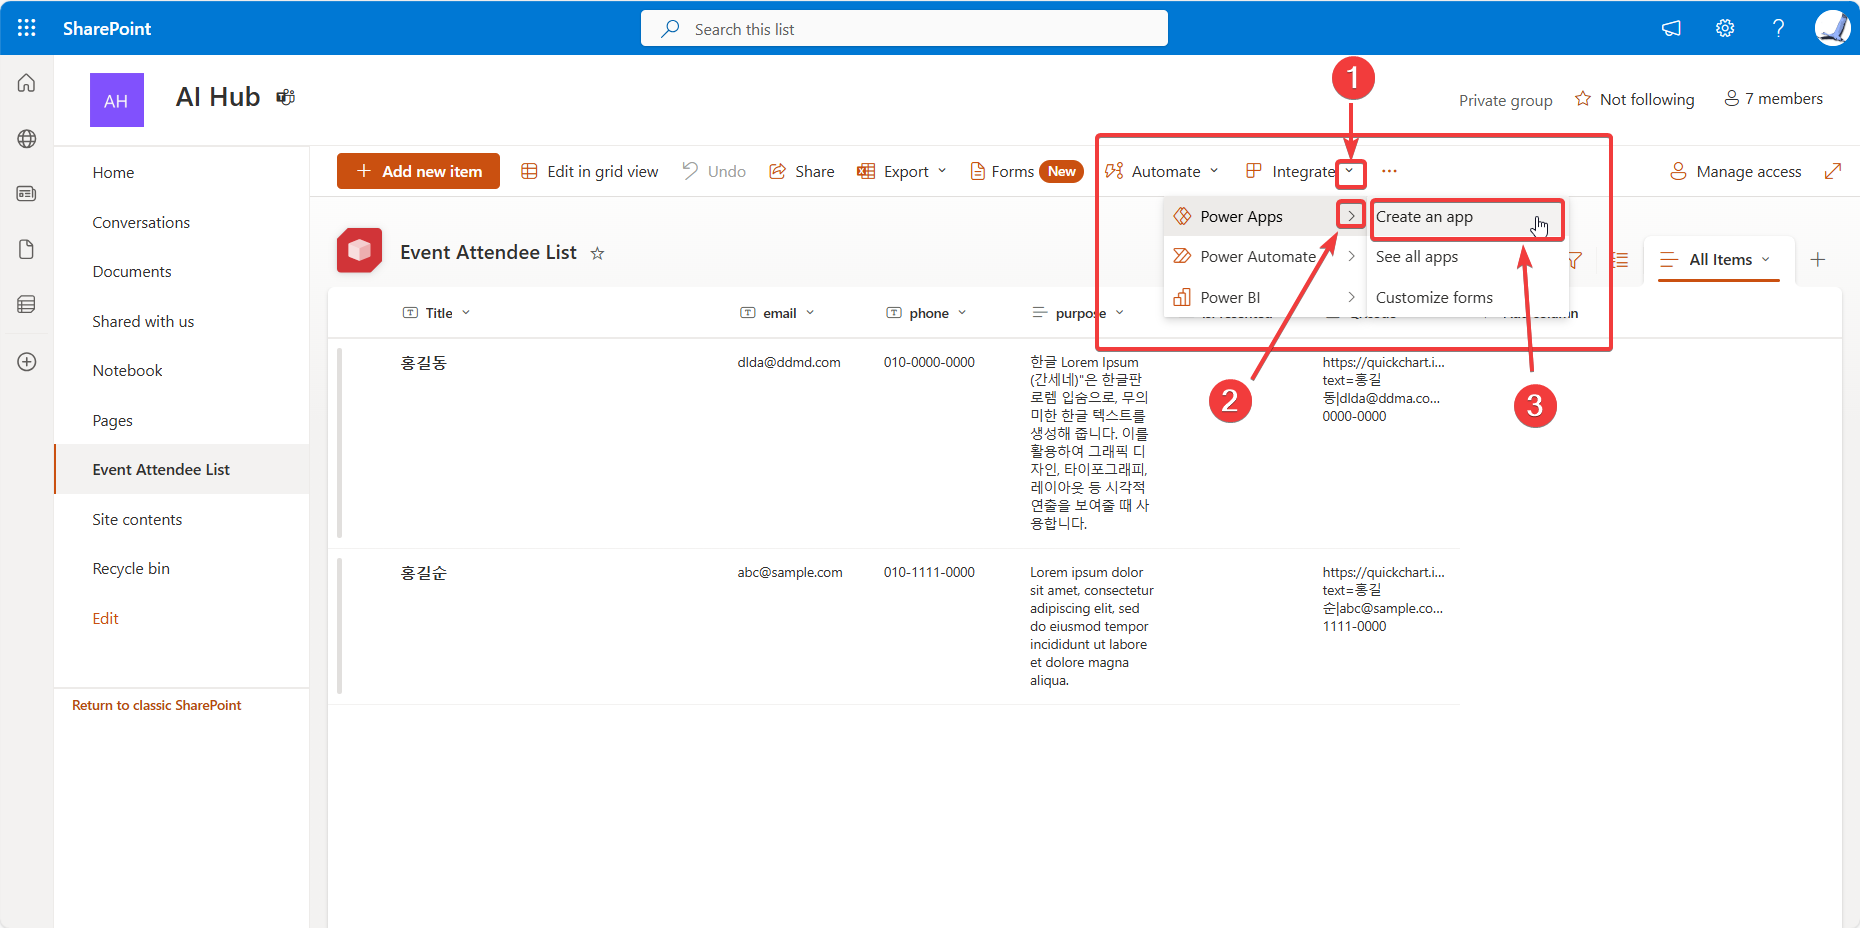 SharePoint
Search this list
AH
AI Hub
Private group
Not following
7 members
1
Home
Conversations
Documents
Shared with us
Notebook
Pages
Event Attendee List
Site contents
Recycle bin
Edit
Return to classic SharePoint
Add new item
Edit in grid view
Undo
Share
Export
Forms
New
Automate
Integrate
Manage access
Power Apps
Power Automate
Power BI
Create an app
See all apps
Customize forms
Event Attendee List
All Items
Title
email
phone
purpose
홍길동
dlda@ddmd.com
010-0000-0000
한글 Lorem Ipsum
(간세네)"은 한글판
로렘 입숨으로, 무의
미한 한글 텍스트를
생성해 줍니다. 이를
활용하여 그래픽 디
자인, 타이포그래피,
레이아웃 등 시각적
연출을 보여줄 때 사
용합니다.
https://quickchart.i...
text=홍길
동|dlda@ddma.co...
0000-0000
2
3
홍길순
abc@sample.com
010-1111-0000
Lorem ipsum dolor
sit amet, consectetur
adipiscing elit, sed
do eiusmod tempor
incididunt ut labore
et dolore magna
aliqua.
https://quickchart.i...
text=홍길
순|abc@sample.co...
1111-0000